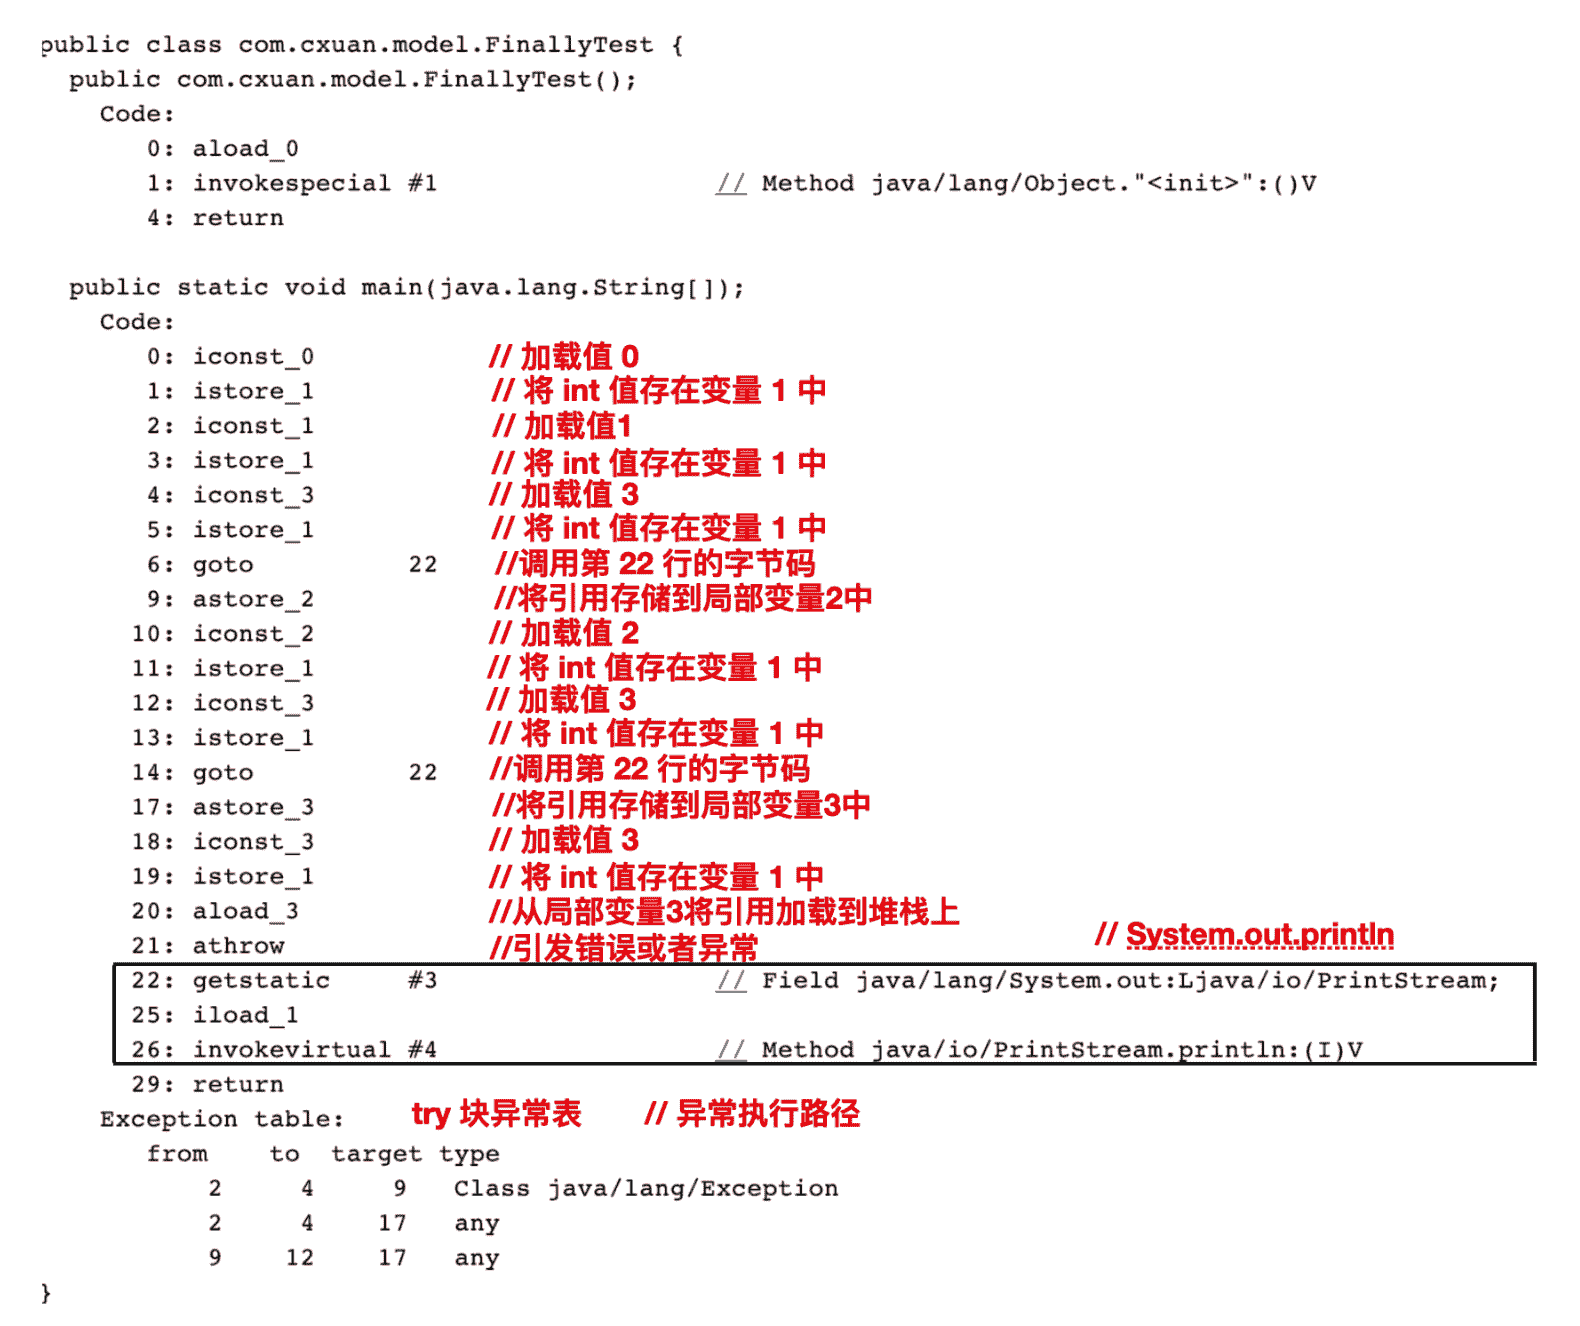 public class com.cxuan.model.FinallyTest {
public com.cxuan.model.FinallyTest();
Code:
0: aload_0
1: invokespecial #1 // Method java/lang/Object."<init>":()V
4: return
public static void main(java.lang.String[]);
Code:
0: iconst_0 // 加载值 0
1: istore_1 // 将 int 值存在变量 1 中
2: iconst_1 // 加载值1
3: istore_1 // 将 int 值存在变量 1 中
4: iconst_3 // 加载值 3
5: istore_1 // 将 int 值存在变量 1 中
6: goto 22 //调用第 22 行的字节码
9: astore_2 //将引用存储到局部变量2中
10: iconst_2 // 加载值 2
11: istore_1 // 将 int 值存在变量 1 中
12: iconst_3 // 加载值 3
13: istore_1 // 将 int 值存在变量 1 中
14: goto 22 //调用第 22 行的字节码
17: astore_3 //将引用存储到局部变量3中
18: iconst_3 // 加载值 3
19: istore_1 // 将 int 值存在变量 1 中
20: aload_3 //从局部变量3将引用加载到堆栈上
21: athrow //引发错误或者异常 // System.out.println
22: getstatic #3 // Field java/lang/System.out:Ljava/io/PrintStream;
25: iload_1
26: invokevirtual #4 // Method java/io/PrintStream.println:(I)V
29: return
Exception table: try 块异常表 // 异常执行路径
from to target type
2 4 9 Class java/lang/Exception
2 4 17 any
9 12 17 any
}